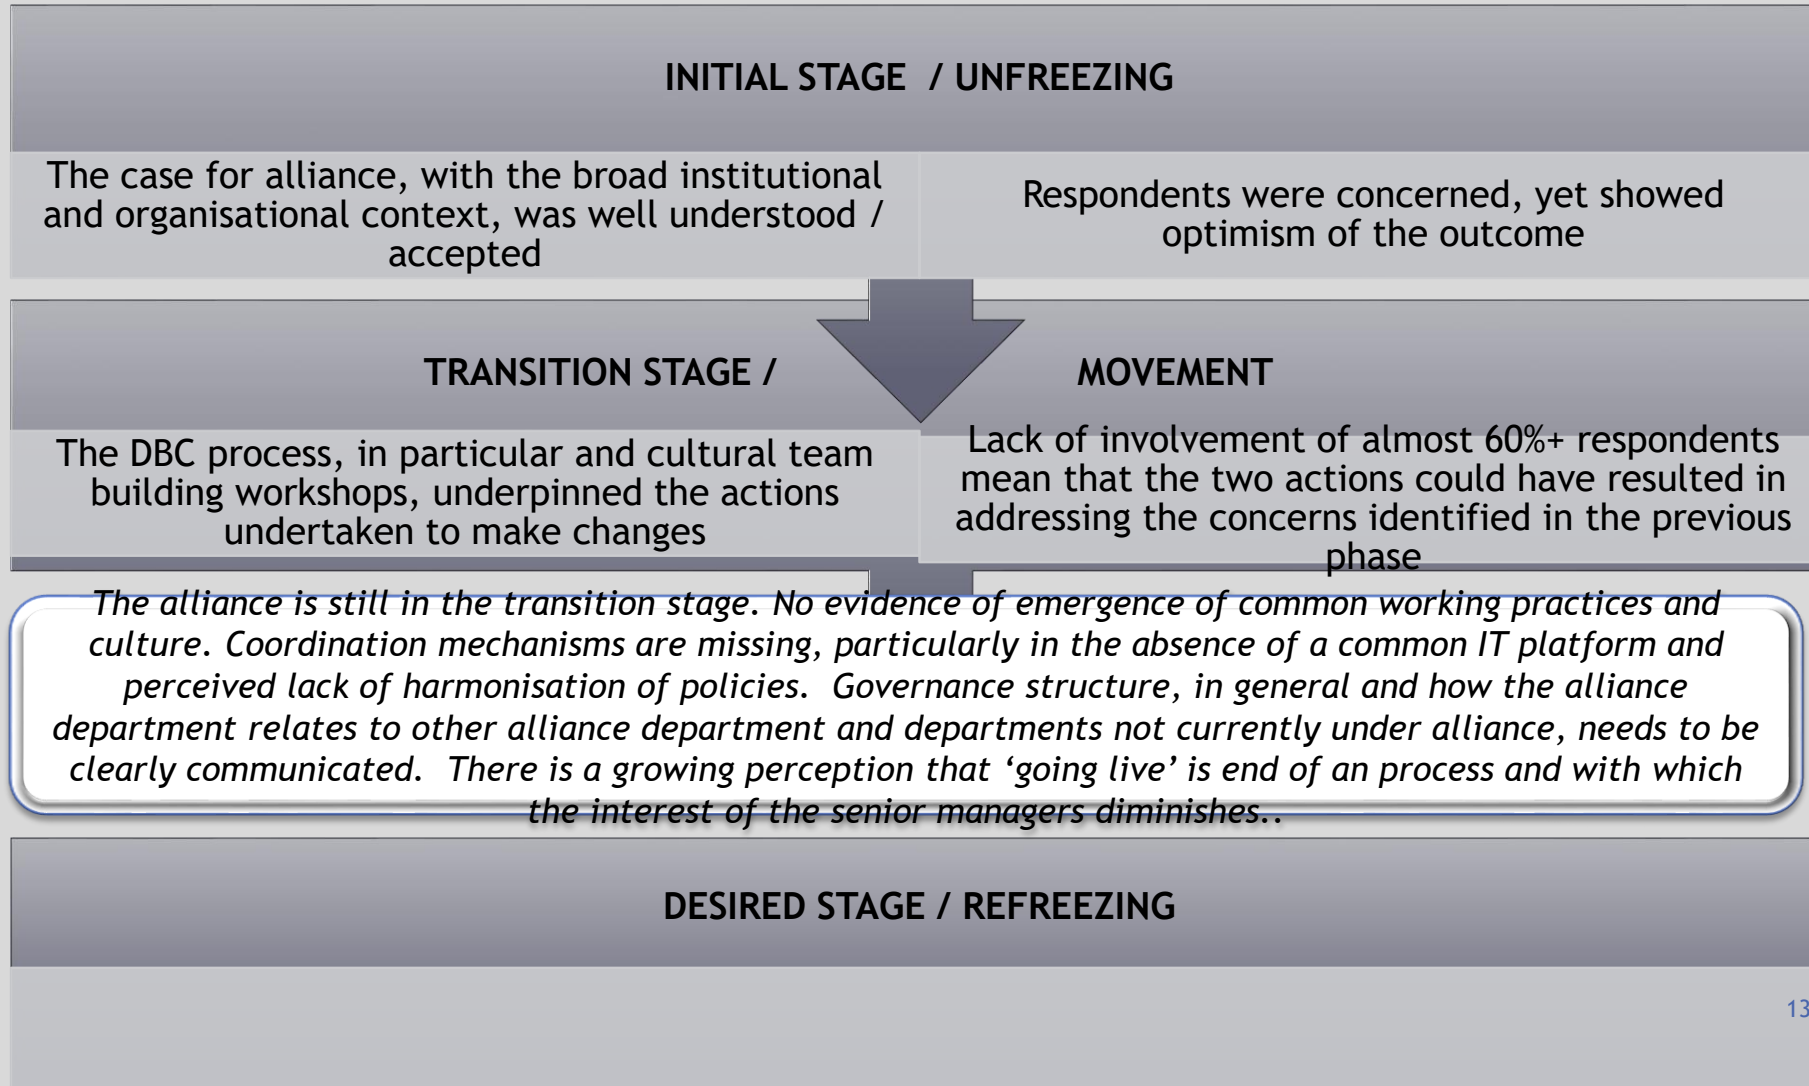 INITIAL STAGE / UNFREEZING
The case for alliance, with the broad institutional
and organisational context, was well understood /
accepted
Respondents were concerned, yet showed
optimism of the outcome
TRANSITION STAGE / MOVEMENT
The DBC process, in particular and cultural team
building workshops, underpinned the actions
undertaken to make changes
Lack of involvement of almost 60%+ respondents
mean that the two actions could have resulted in
addressing the concerns identified in the previous
phase
The alliance is still in the transition stage. No evidence of emergence of common working practices and
culture. Coordination mechanisms are missing, particularly in the absence of a common IT platform and
perceived lack of harmonisation of policies. Governance structure, in general and how the alliance
department relates to other alliance department and departments not currently under alliance, needs to be
clearly communicated. There is a growing perception that ‘going live’ is end of an process and with which
the interest of the senior managers diminishes..
DESIRED STAGE / REFREEZING
13